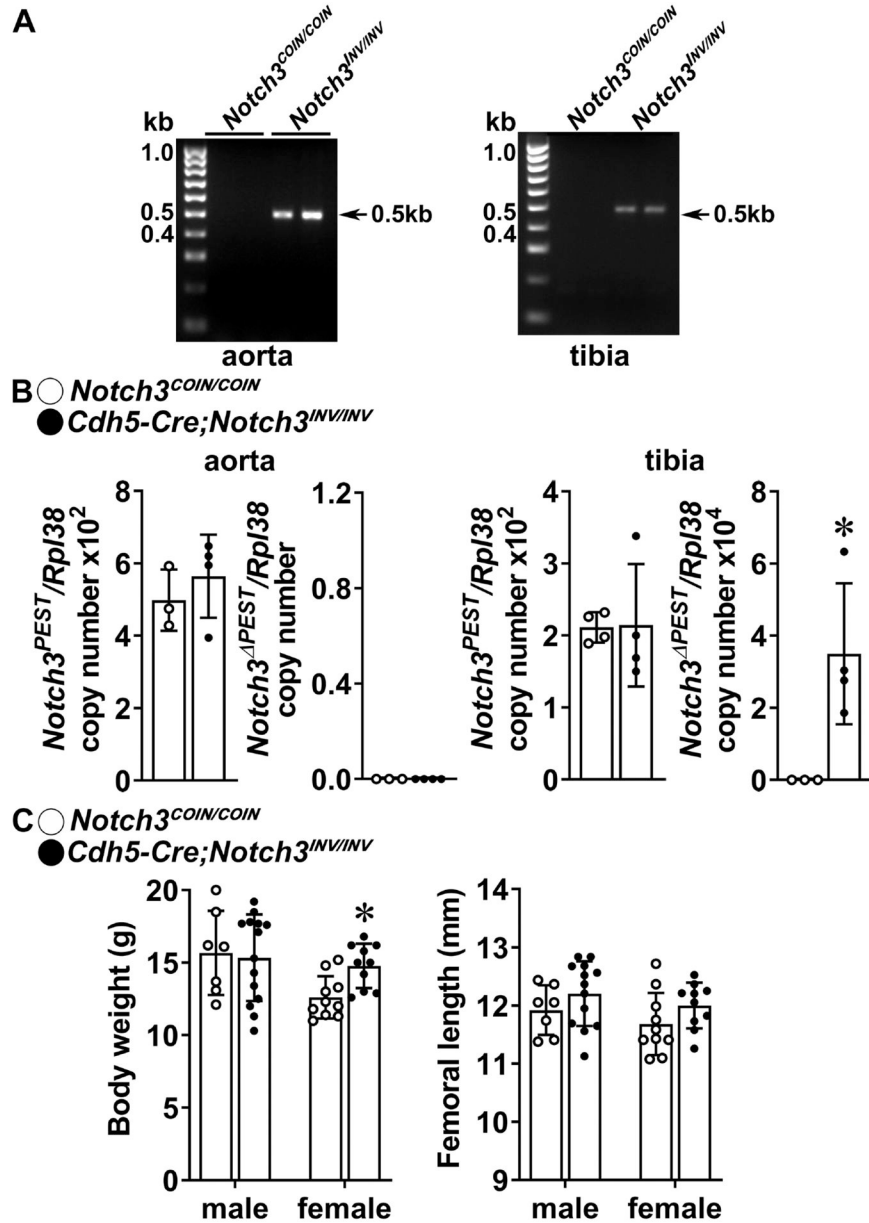 A
Notch3COIN/COIN
Notch3INV/INV
Notch3COIN/COIN
Notch3INV/INV
kb
1.0
0.5
0.4
0.5kb
aorta
kb
1.0
0.5
0.4
0.5kb
tibia
B
Notch3COIN/COIN
Cdh5-Cre;Notch3INV/INV
aorta
tibia
Notch3PEST/Rpl38
copy number x10²
8
6
4
2
0
Notch3ΔPEST/Rpl38
copy number
1.2
0.8
0.4
0.0
Notch3PEST/Rpl38
copy number x10²
4
3
2
1
0
Notch3ΔPEST/Rpl38
copy number x10⁴
8
6
4
2
0
*
C
Notch3COIN/COIN
Cdh5-Cre;Notch3INV/INV
Body weight (g)
20
15
10
5
0
*
male
female
Femoral length (mm)
14
13
12
11
10
9
male
female